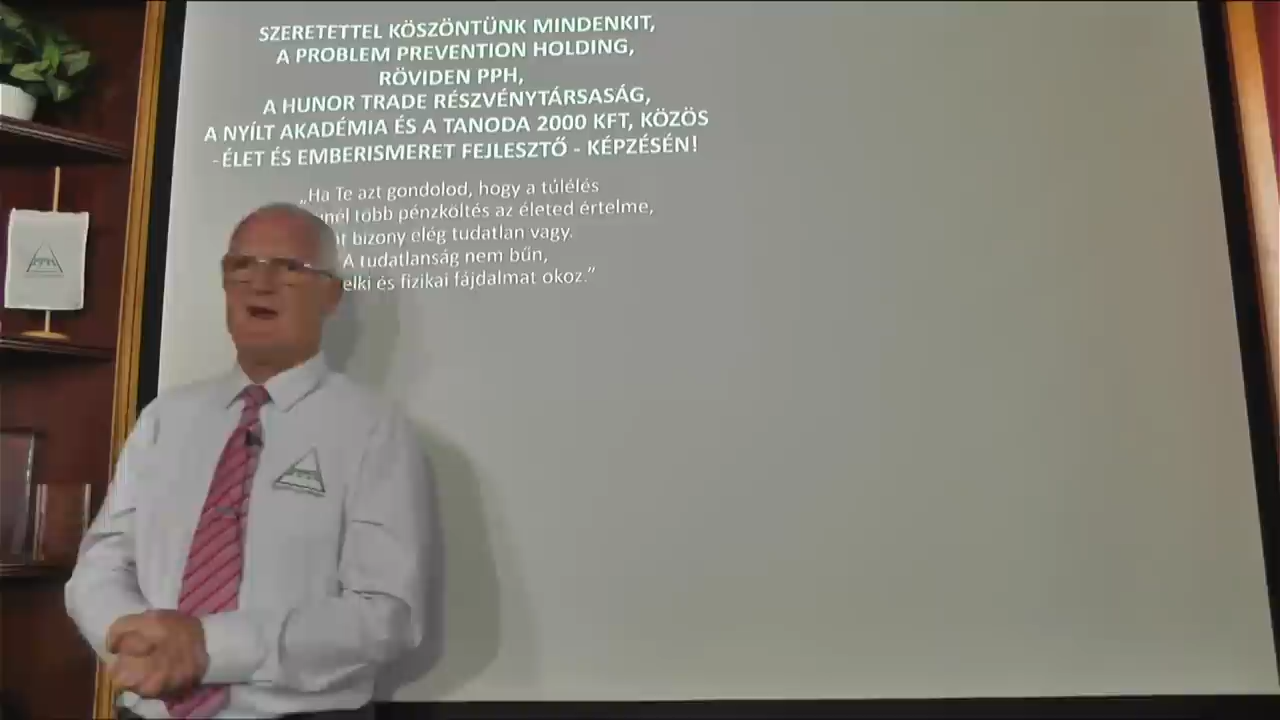 SZERETETTEL KÖSZÖNTÜNK MINDENKIT,
A PROBLEM PREVENTION HOLDING,
RÖVIDEN PPH,
A HUNOR TRADE RÉSZVÉNYTÁRSASÁG,
A NYÍLT AKADÉMIA ÉS A TANODA 2000 KFT, KÖZÖS
- ÉLET ÉS EMBERISMERET FEJLESZTŐ - KÉPZÉSÉN!
„Ha Te azt gondolod, hogy a túlélés
több pénzköltés az életed értelme,
bizony elég tudatlan vagy.
A tudatlanság nem bűn,
és fizikai fájdalmat okoz.”